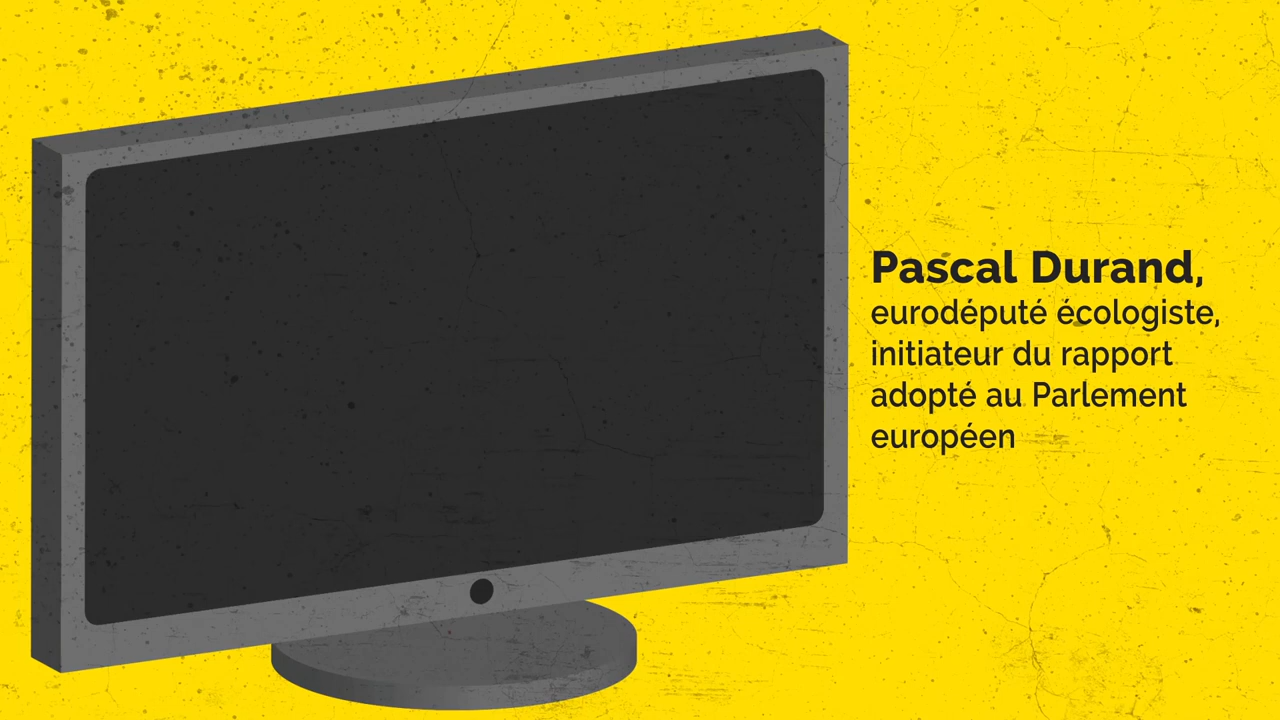 Pascal Durand,
eurodéputé écologiste,
initiateur du rapport
adopté au Parlement
européen